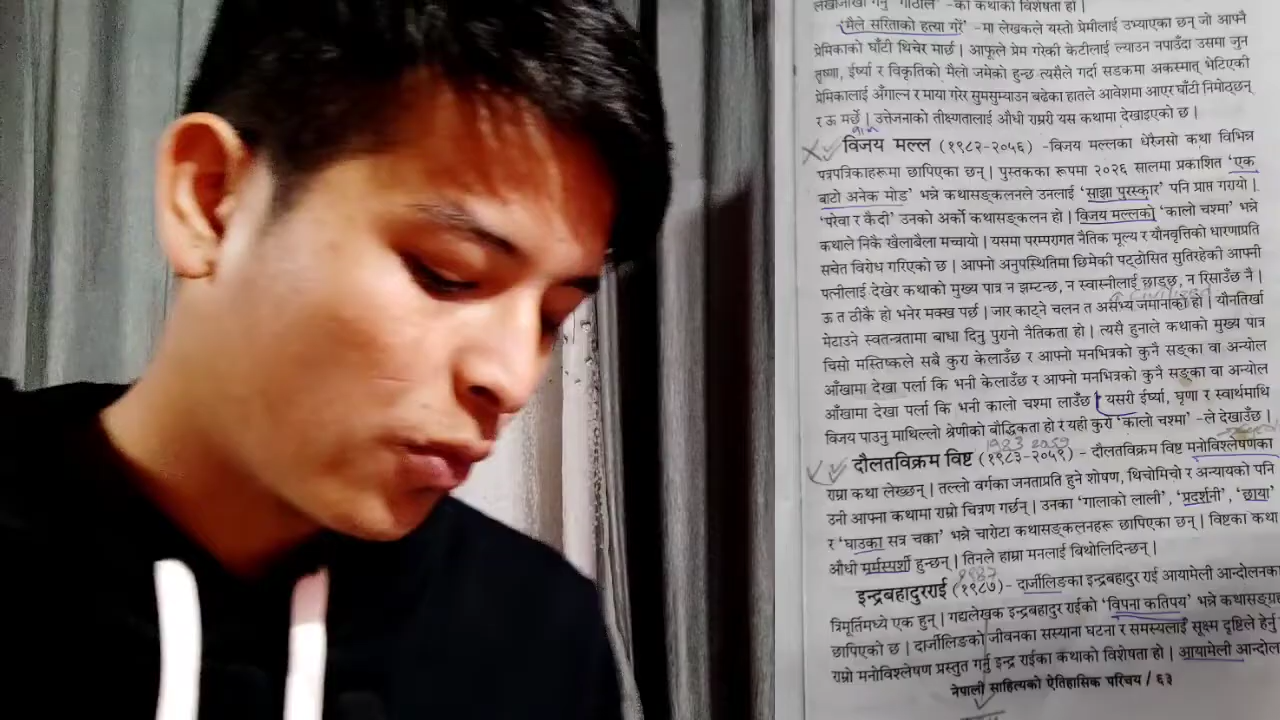 लेखाजोखा गर्नु 'गोठाले' -का कथाको विशेषता हो |
'मैले सरिताको हत्या गरेँ' -मा लेखकले यस्तो प्रेमीलाई उभ्याएका छन् जो आफ्नै
प्रेमिकाको घाँटी थिचेर मार्छ | आफूले प्रेम गरेकी केटीलाई ल्याउन नपाउँदा उसमा जुन
तृष्णा, ईर्ष्या र विकृतिको मैलो जमेको हुन्छ त्यसैले गर्दा सडकमा अकस्मात् भेटिएकी
प्रेमिकालाई अँगाल्न र माया गरेर सुमसुम्याउन बढेका हातले आवेशमा आएर घाँटी निमोठ्छन्
र ऊ मर्छे | उत्तेजनाको तीक्ष्णतालाई औधी राम्ररी यस कथामा देखाइएको छ |
विजय मल्ल (१९८२-२०५६) -विजय मल्लका धेरैजसो कथा विभिन्न
पत्रपत्रिकाहरूमा छापिएका छन् | पुस्तकका रूपमा २०२६ सालमा प्रकाशित 'एक
बाटो अनेक मोड' भन्ने कथासङ्कलनले उनलाई 'साझा पुरस्कार' पनि प्राप्त गरायो |
'परेवा र कैदी' उनको अर्को कथासङ्कलन हो | विजय मल्लको 'कालो चश्मा' भन्ने
कथाले निकै खैलाबैला मच्चायो | यसमा परम्परागत नैतिक मूल्य र यौनवृत्तिको धारणाप्रति
सचेत विरोध गरिएको छ | आफ्नो अनुपस्थितिमा छिमेकी पट्ठोसित सुतिरहेकी आफ्नी
पत्नीलाई देखेर कथाको मुख्य पात्र न झम्टन्छ, न स्वास्नीलाई छाड्छ, न रिसाउँछ नै |
ऊ त ठीकै हो भनेर मक्ख पर्छ | जार काट्ने चलन त असभ्य जमानाको हो | यौनतिर्खा
मेटाउने स्वतन्त्रतामा बाधा दिनु पुरानो नैतिकता हो | त्यसै हुनाले कथाको मुख्य पात्र
चिसो मस्तिष्कले सबै कुरा केलाउँछ र आफ्नो मनभित्रको कुनै सङ्का वा अन्योल
आँखामा देखा पर्ला कि भनी केलाउँछ र आफ्नो मनभित्रको कुनै सङ्का वा अन्योल
आँखामा देखा पर्ला कि भनी कालो चश्मा लाउँछ | यसरी ईर्ष्या, घृणा र स्वार्थमाथि
विजय पाउनु माथिल्लो श्रेणीको बौद्धिकता हो र यही कुरा 'कालो चश्मा' -ले देखाउँछ |
1923 2059
दौलतविक्रम विष्ट (१९८३-२०५९) - दौलतविक्रम विष्ट मनोविश्लेषणका
राम्रा कथा लेख्छन् | तल्लो वर्गका जनताप्रति हुने शोषण, थिचोमिचो र अन्यायको पनि
उनी आफ्ना कथामा राम्रो चित्रण गर्छन् | उनका 'गालाको लाली', 'प्रदर्शनी', 'छाया'
र 'घाउका सत्र चक्का' भन्ने चारोटा कथासङ्कलनहरू छापिएका छन् | विष्टका कथा
औधी मर्मस्पर्शी हुन्छन् | तिनले हाम्रा मनलाई बिथोलिदिन्छन् |
इन्द्रबहादुरराई (१९८७)- दार्जीलिङका इन्द्रबहादुर राई आयामेली आन्दोलनका
त्रिमूर्तिमध्ये एक हुन् | गद्यलेखक इन्द्रबहादुर राईको 'विपना कतिपय' भन्ने कथासङ्ग्रह
छापिएको छ | दार्जीलिङको जीवनका सस्याना घटना र समस्यालाई सूक्ष्म दृष्टिले हेर्नु
राम्रो मनोविश्लेषण प्रस्तुत गर्नु इन्द्र राईका कथाको विशेषता हो | आयामेली आन्दोल
नेपाली साहित्यको ऐतिहासिक परिचय / ६३